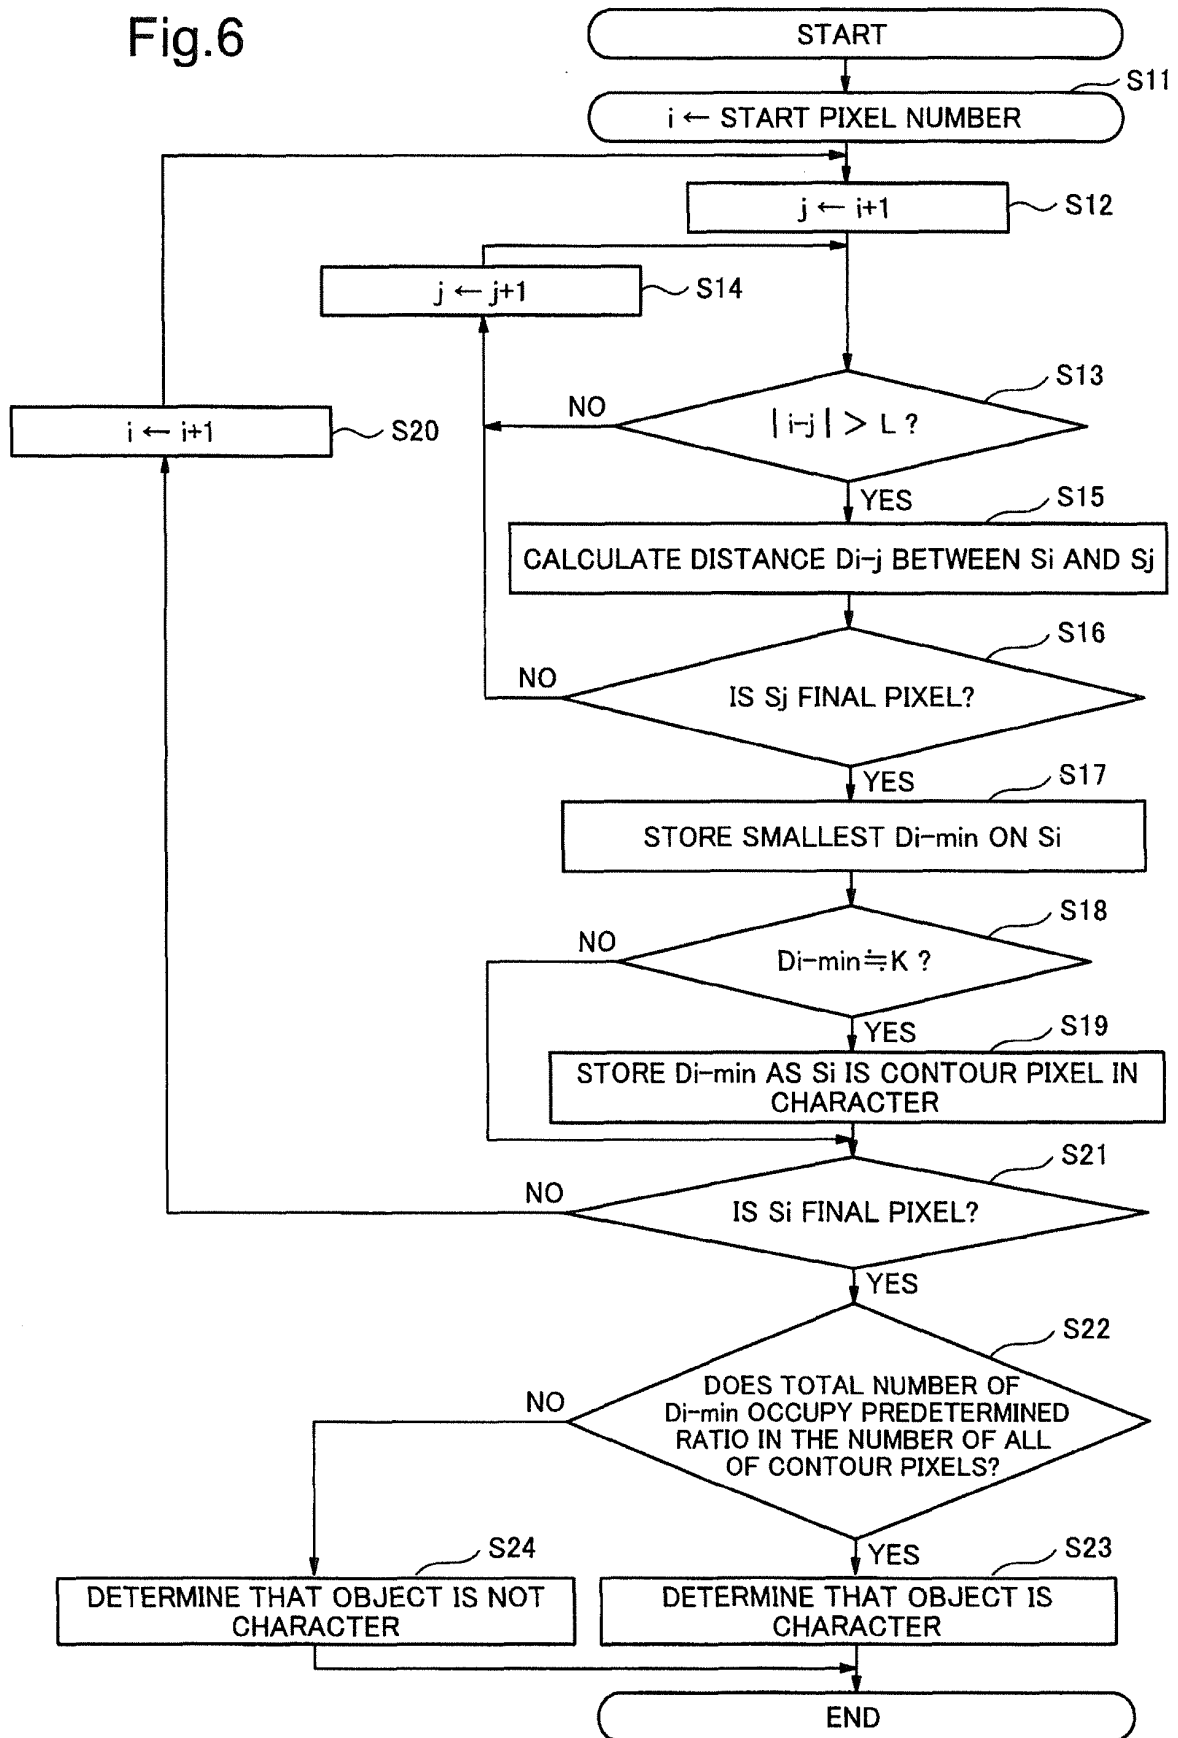 Fig.6
START
S11
i ← START PIXEL NUMBER
j ← i+1
S12
j ← j+1
S14
S13
NO
| i-j | > L ?
i ← i+1
S20
YES
S15
CALCULATE DISTANCE Di-j BETWEEN Si AND Sj
S16
NO
IS Sj FINAL PIXEL?
YES
S17
STORE SMALLEST Di-min ON Si
S18
NO
Di-min≒K ?
YES
S19
STORE Di-min AS Si IS CONTOUR PIXEL IN
CHARACTER
S21
NO
IS Si FINAL PIXEL?
YES
S22
NO
DOES TOTAL NUMBER OF
Di-min OCCUPY PREDETERMINED
RATIO IN THE NUMBER OF ALL
OF CONTOUR PIXELS?
YES
S24
S23
DETERMINE THAT OBJECT IS NOT
CHARACTER
DETERMINE THAT OBJECT IS
CHARACTER
END